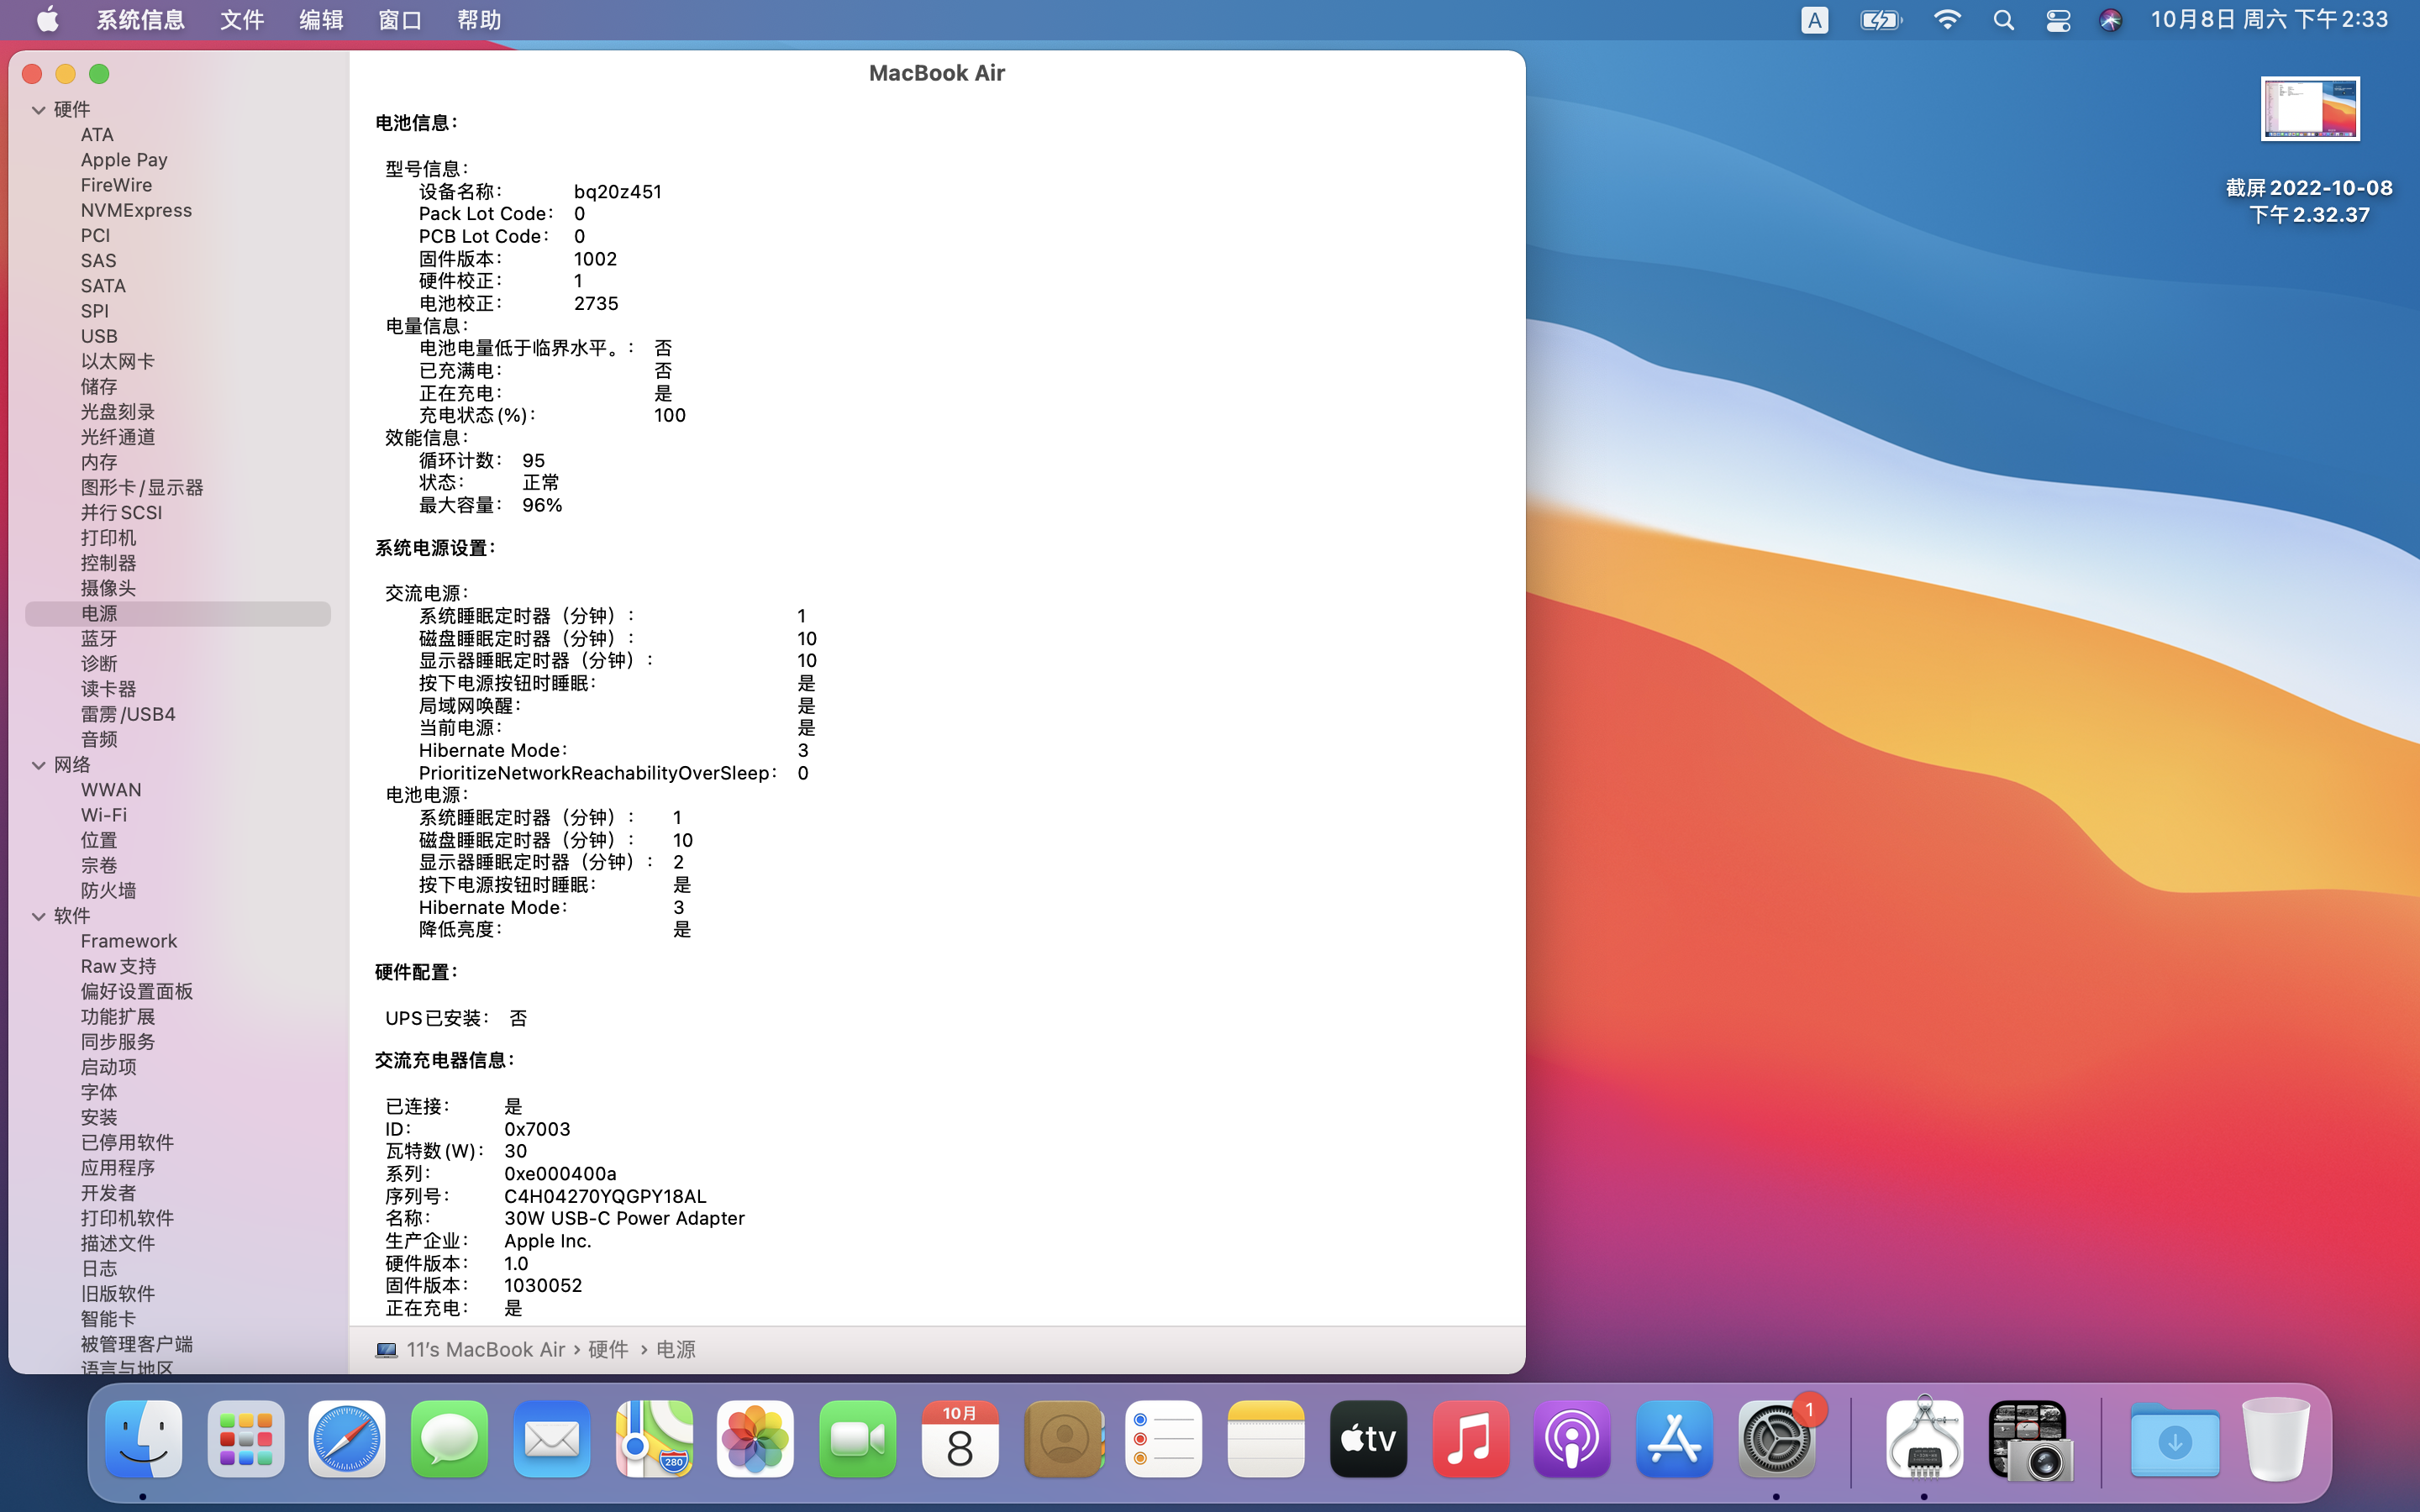 系统信息 文件 编辑 窗口 帮助
A 10月8日 周六 下午2:33
MacBook Air
硬件
ATA
Apple Pay
FireWire
NVMExpress
PCI
SAS
SATA
SPI
USB
以太网卡
储存
光盘刻录
光纤通道
内存
图形卡/显示器
并行SCSI
打印机
控制器
摄像头
电源
蓝牙
诊断
读卡器
雷雳/USB4
音频
网络
WWAN
Wi-Fi
位置
宗卷
防火墙
软件
Framework
Raw支持
偏好设置面板
功能扩展
同步服务
启动项
字体
安装
已停用软件
应用程序
开发者
打印机软件
描述文件
日志
旧版软件
智能卡
被管理客户端
语言与地区
电池信息：
型号信息：
设备名称： bq20z451
Pack Lot Code： 0
PCB Lot Code： 0
固件版本： 1002
硬件校正： 1
电池校正： 2735
电量信息：
电池电量低于临界水平。： 否
已充满电： 否
正在充电： 是
充电状态(%)： 100
效能信息：
循环计数： 95
状态： 正常
最大容量： 96%
系统电源设置：
交流电源：
系统睡眠定时器（分钟）： 1
磁盘睡眠定时器（分钟）： 10
显示器睡眠定时器（分钟）： 10
按下电源按钮时睡眠： 是
局域网唤醒： 是
当前电源： 是
Hibernate Mode： 3
PrioritizeNetworkReachabilityOverSleep： 0
电池电源：
系统睡眠定时器（分钟）： 1
磁盘睡眠定时器（分钟）： 10
显示器睡眠定时器（分钟）： 2
按下电源按钮时睡眠： 是
Hibernate Mode： 3
降低亮度： 是
硬件配置：
UPS已安装： 否
交流充电器信息：
已连接： 是
ID： 0x7003
瓦特数(W)： 30
系列： 0xe000400a
序列号： C4H04270YQGPY18AL
名称： 30W USB-C Power Adapter
生产企业： Apple Inc.
硬件版本： 1.0
固件版本： 1030052
正在充电： 是
11’s MacBook Air › 硬件 › 电源
截屏2022-10-08
下午2.32.37
280
10月
8
tv
1